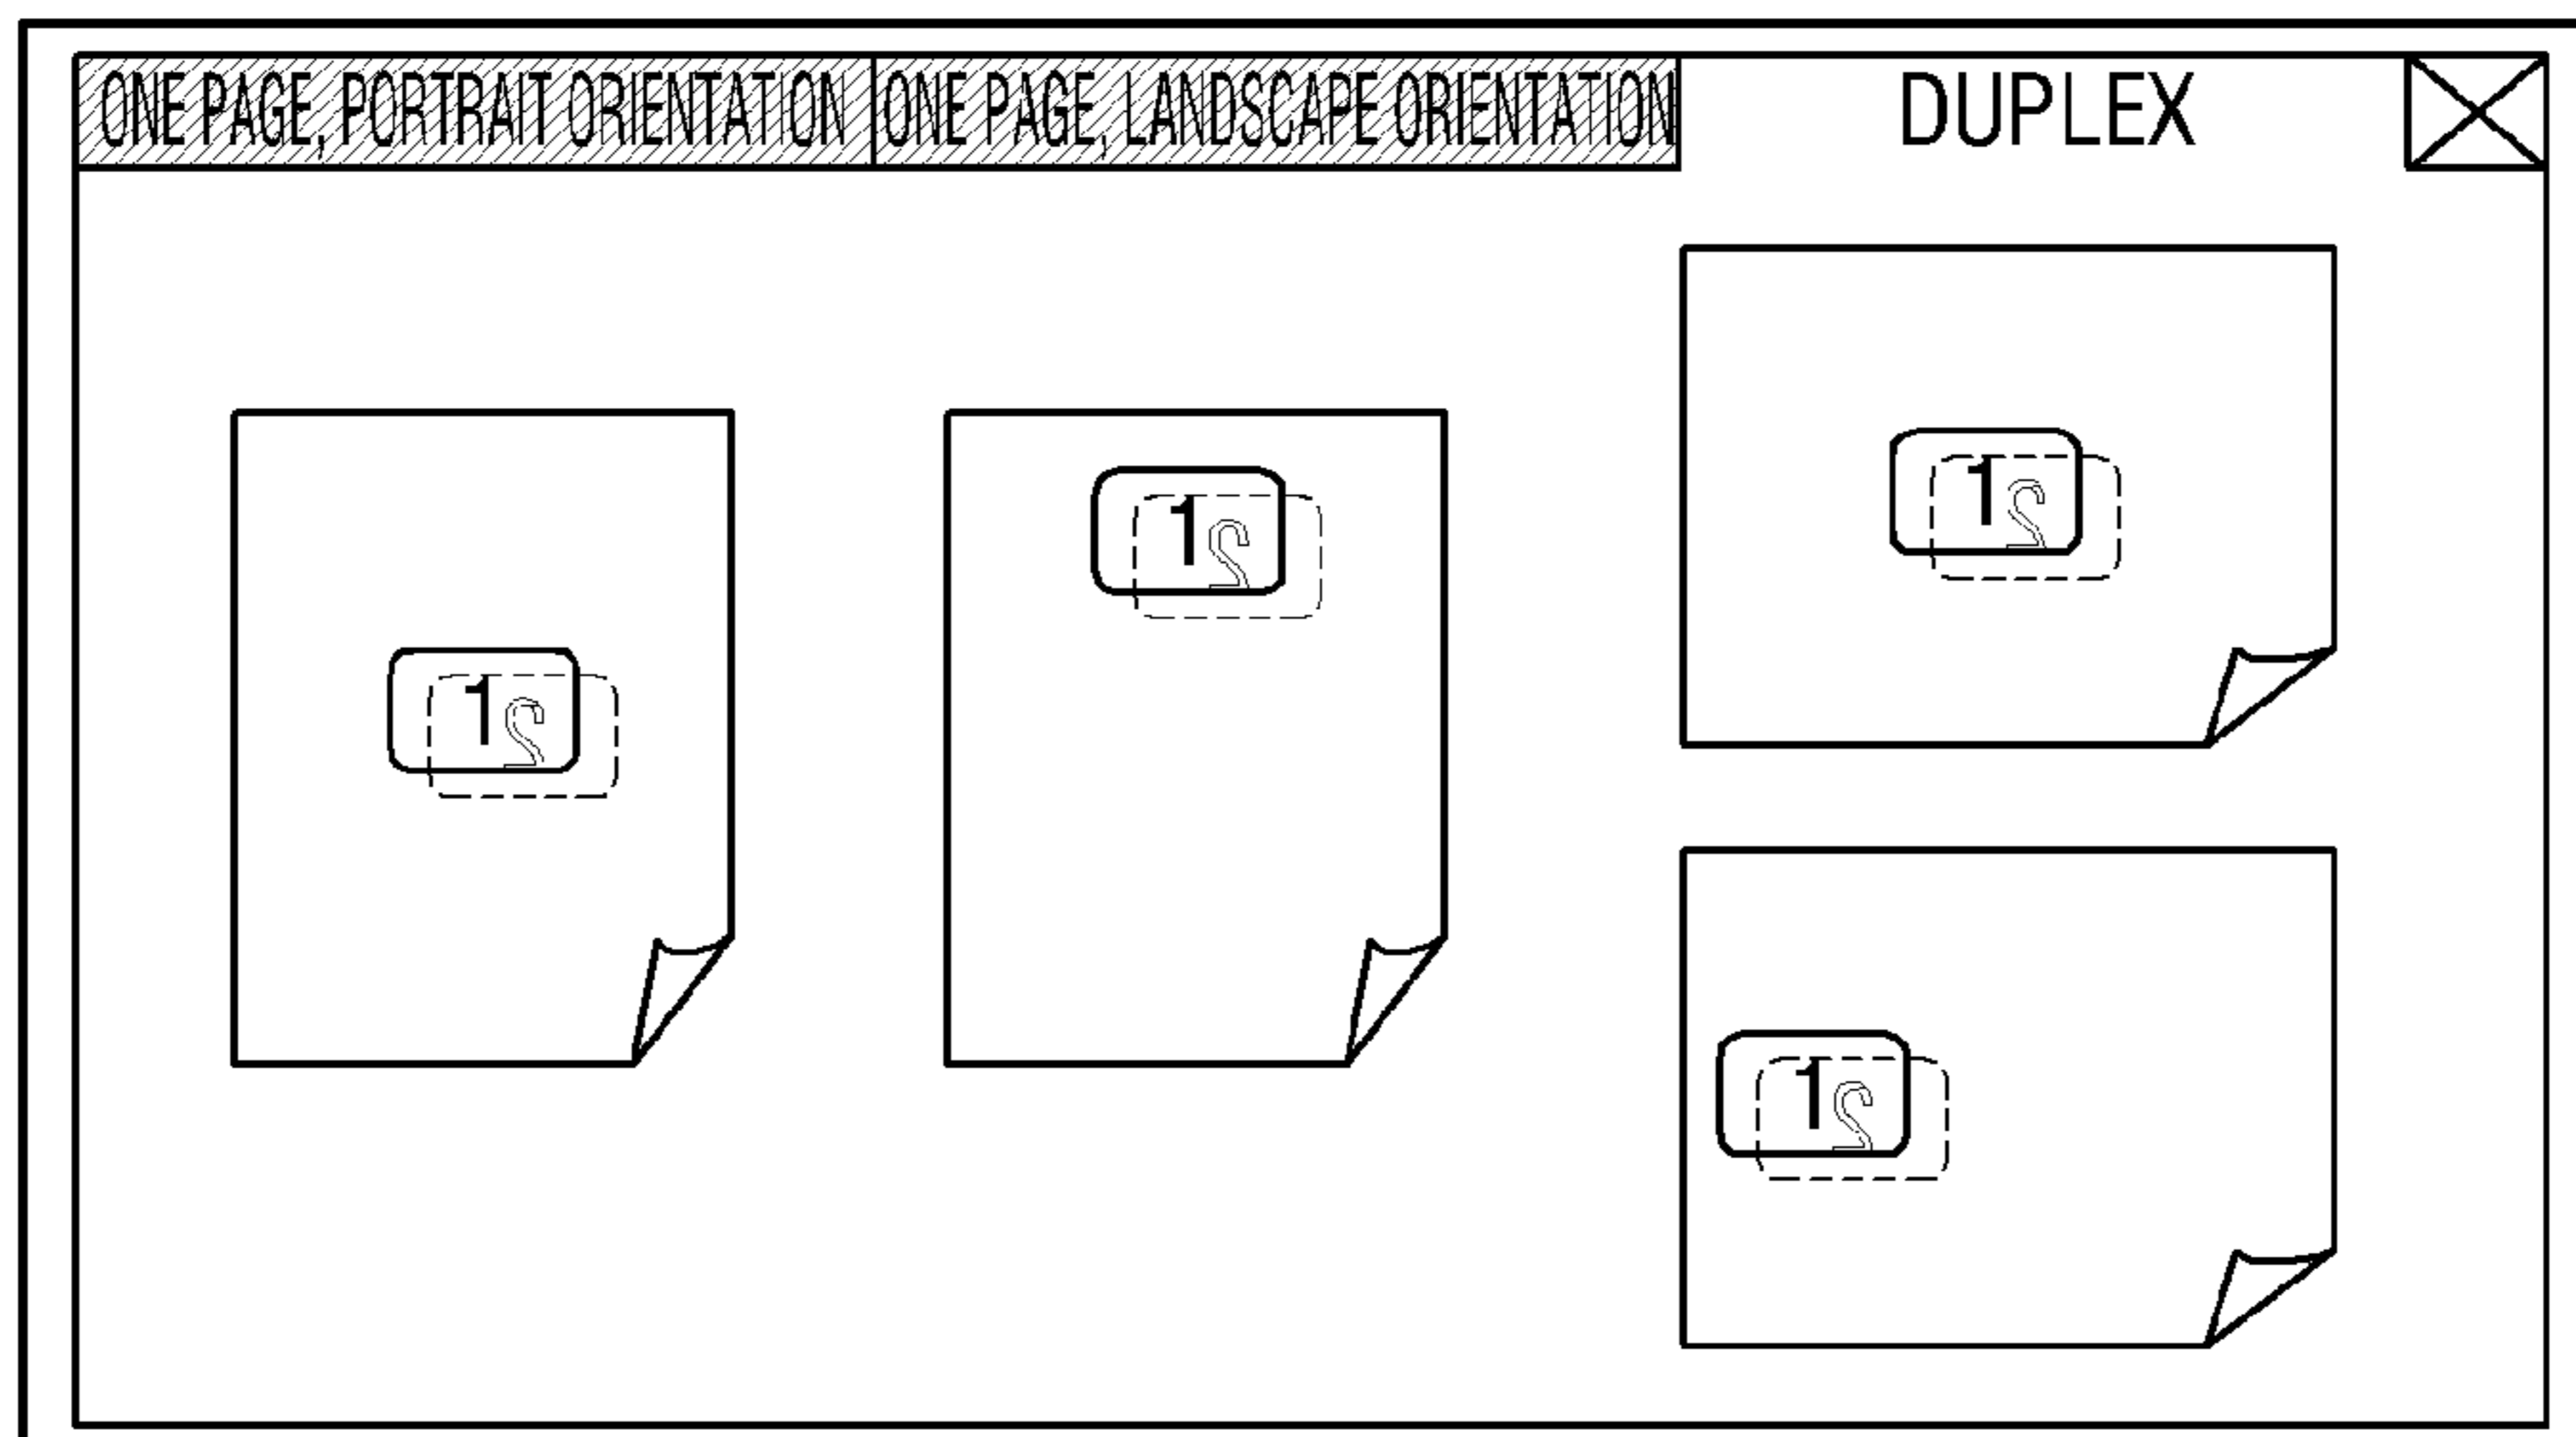 ONE PAGE, PORTRAIT ORIENTATION
ONE PAGE, LANDSCAPE ORIENTATION
DUPLEX
1 2
1 2
1 2
1 2